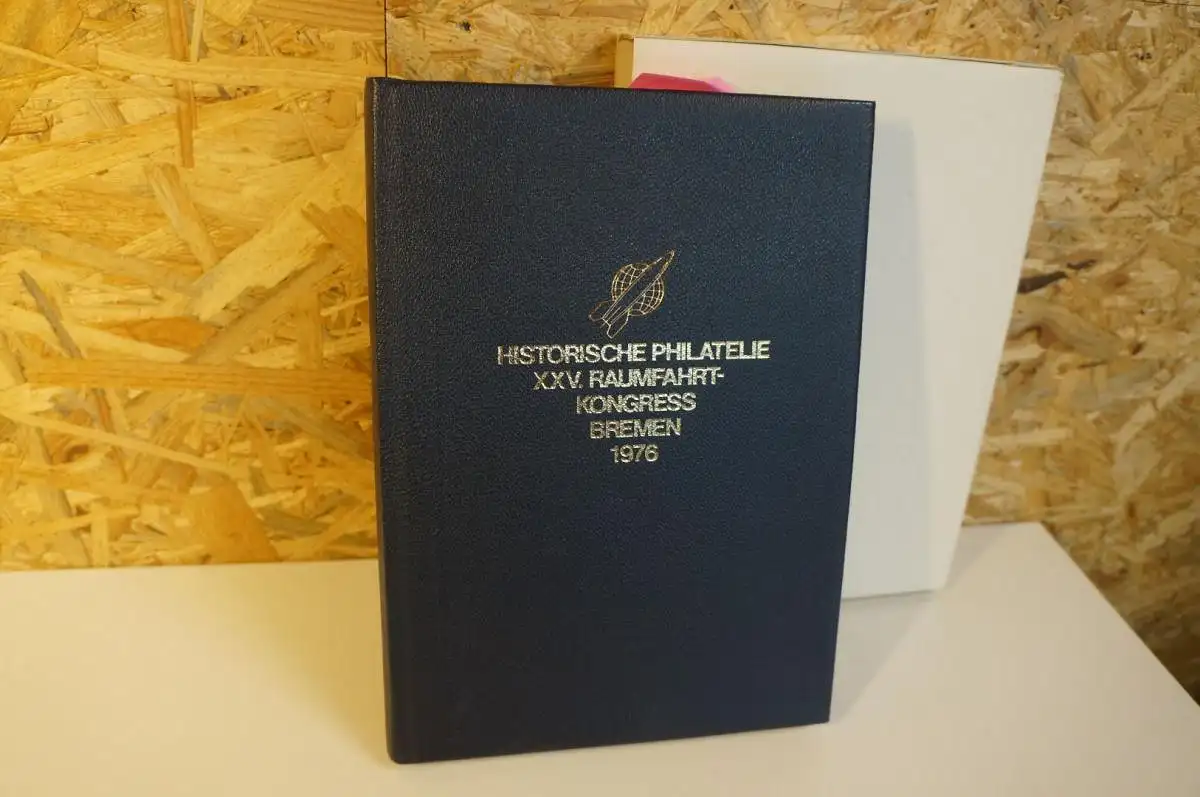 HISTORISCHE PHILATELIE
XXV. RAUMFAHRT-
KONGRESS
BREMEN
1976